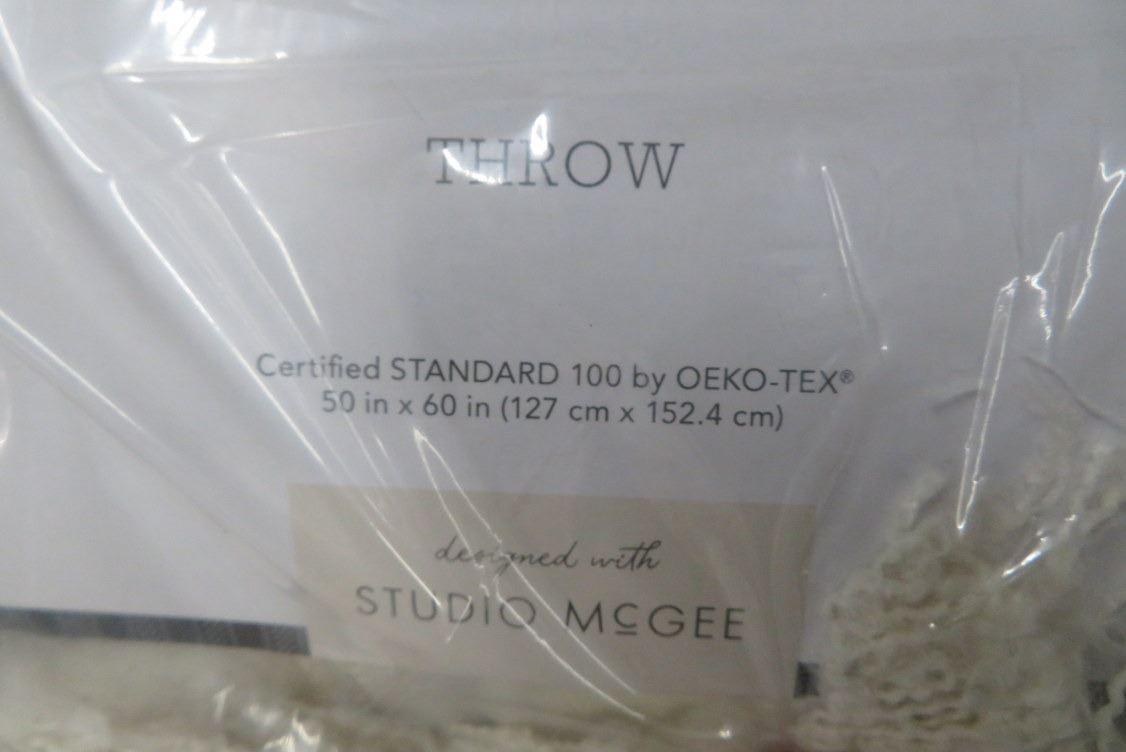 THROW
Certified STANDARD 100 by OEKO-TEX®
50 in x 60 in (127 cm x 152.4 cm)
designed with
STUDIO McGEE